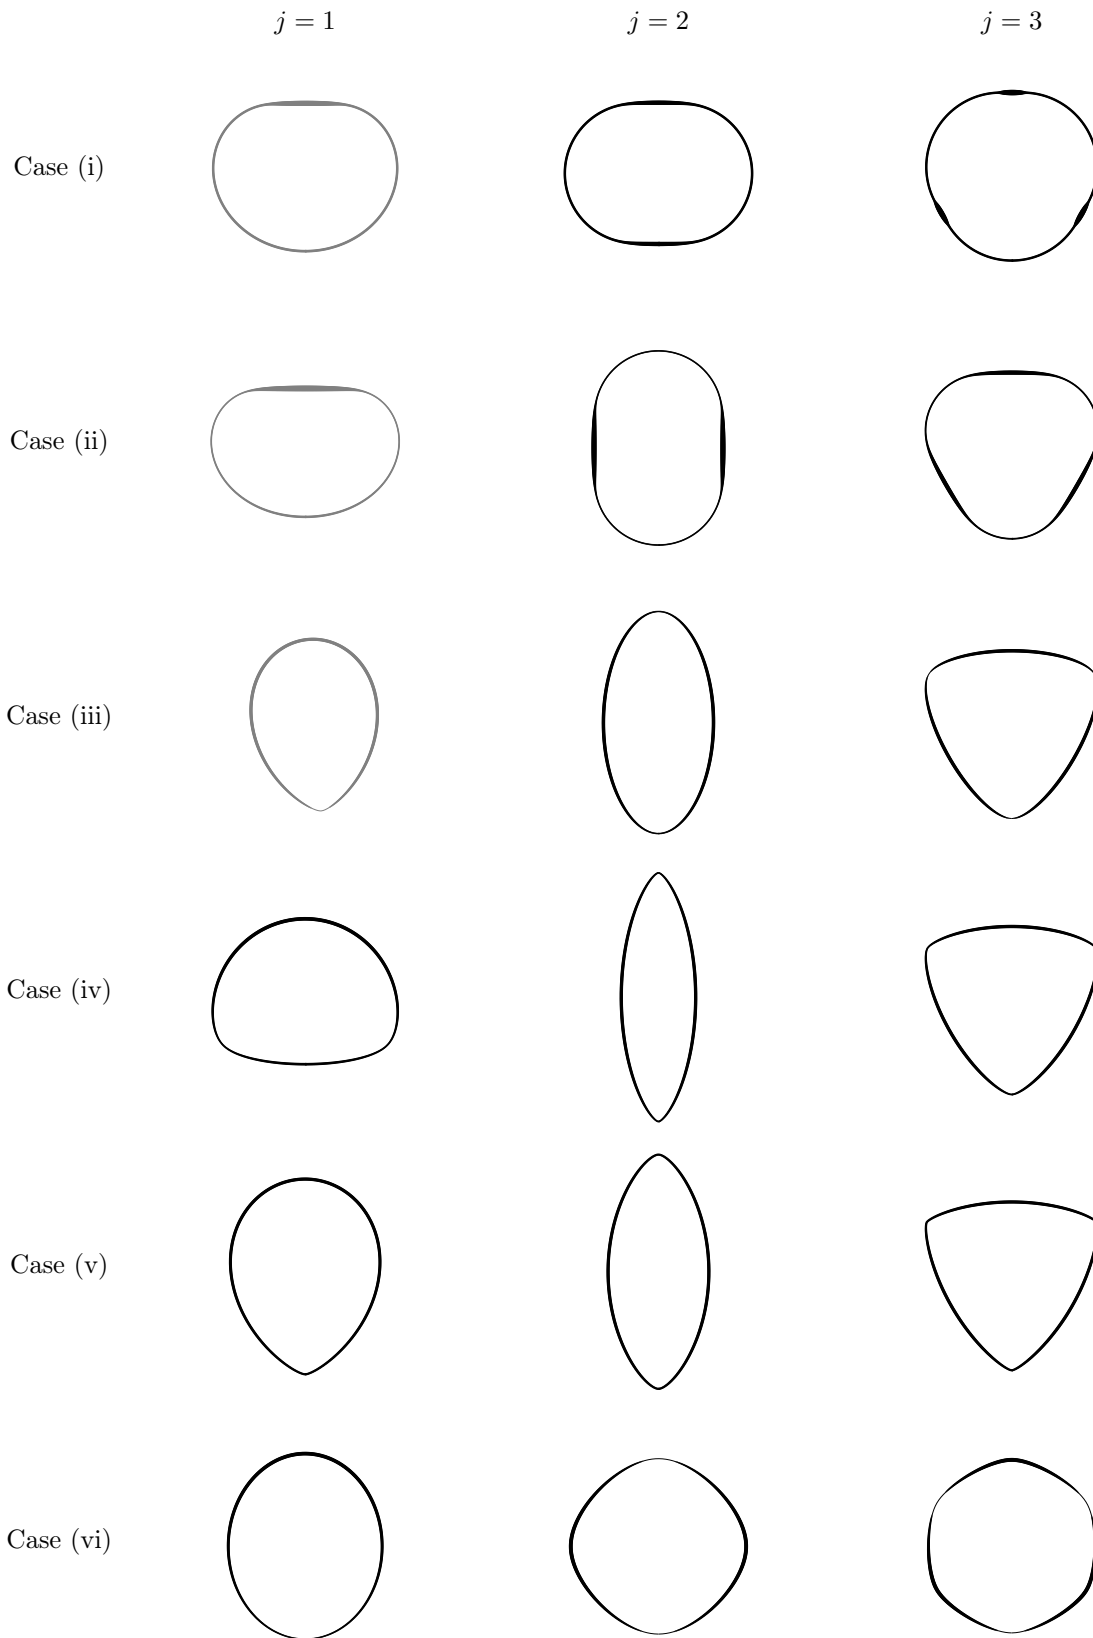 j = 1 j = 2 j = 3
Case (i)
Case (ii)
Case (iii)
Case (iv)
Case (v)
Case (vi)